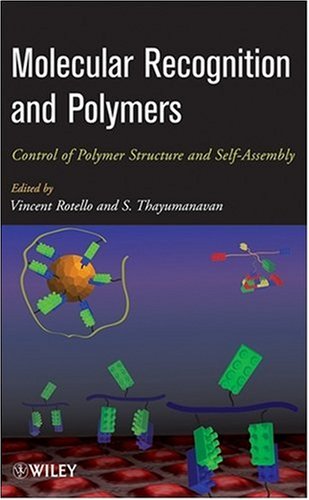 Molecular Recognition
and Polymers
Control of Polymer Structure and Self-Assembly
Edited by
Vincent Rotello and S. Thayumanavan
WILEY